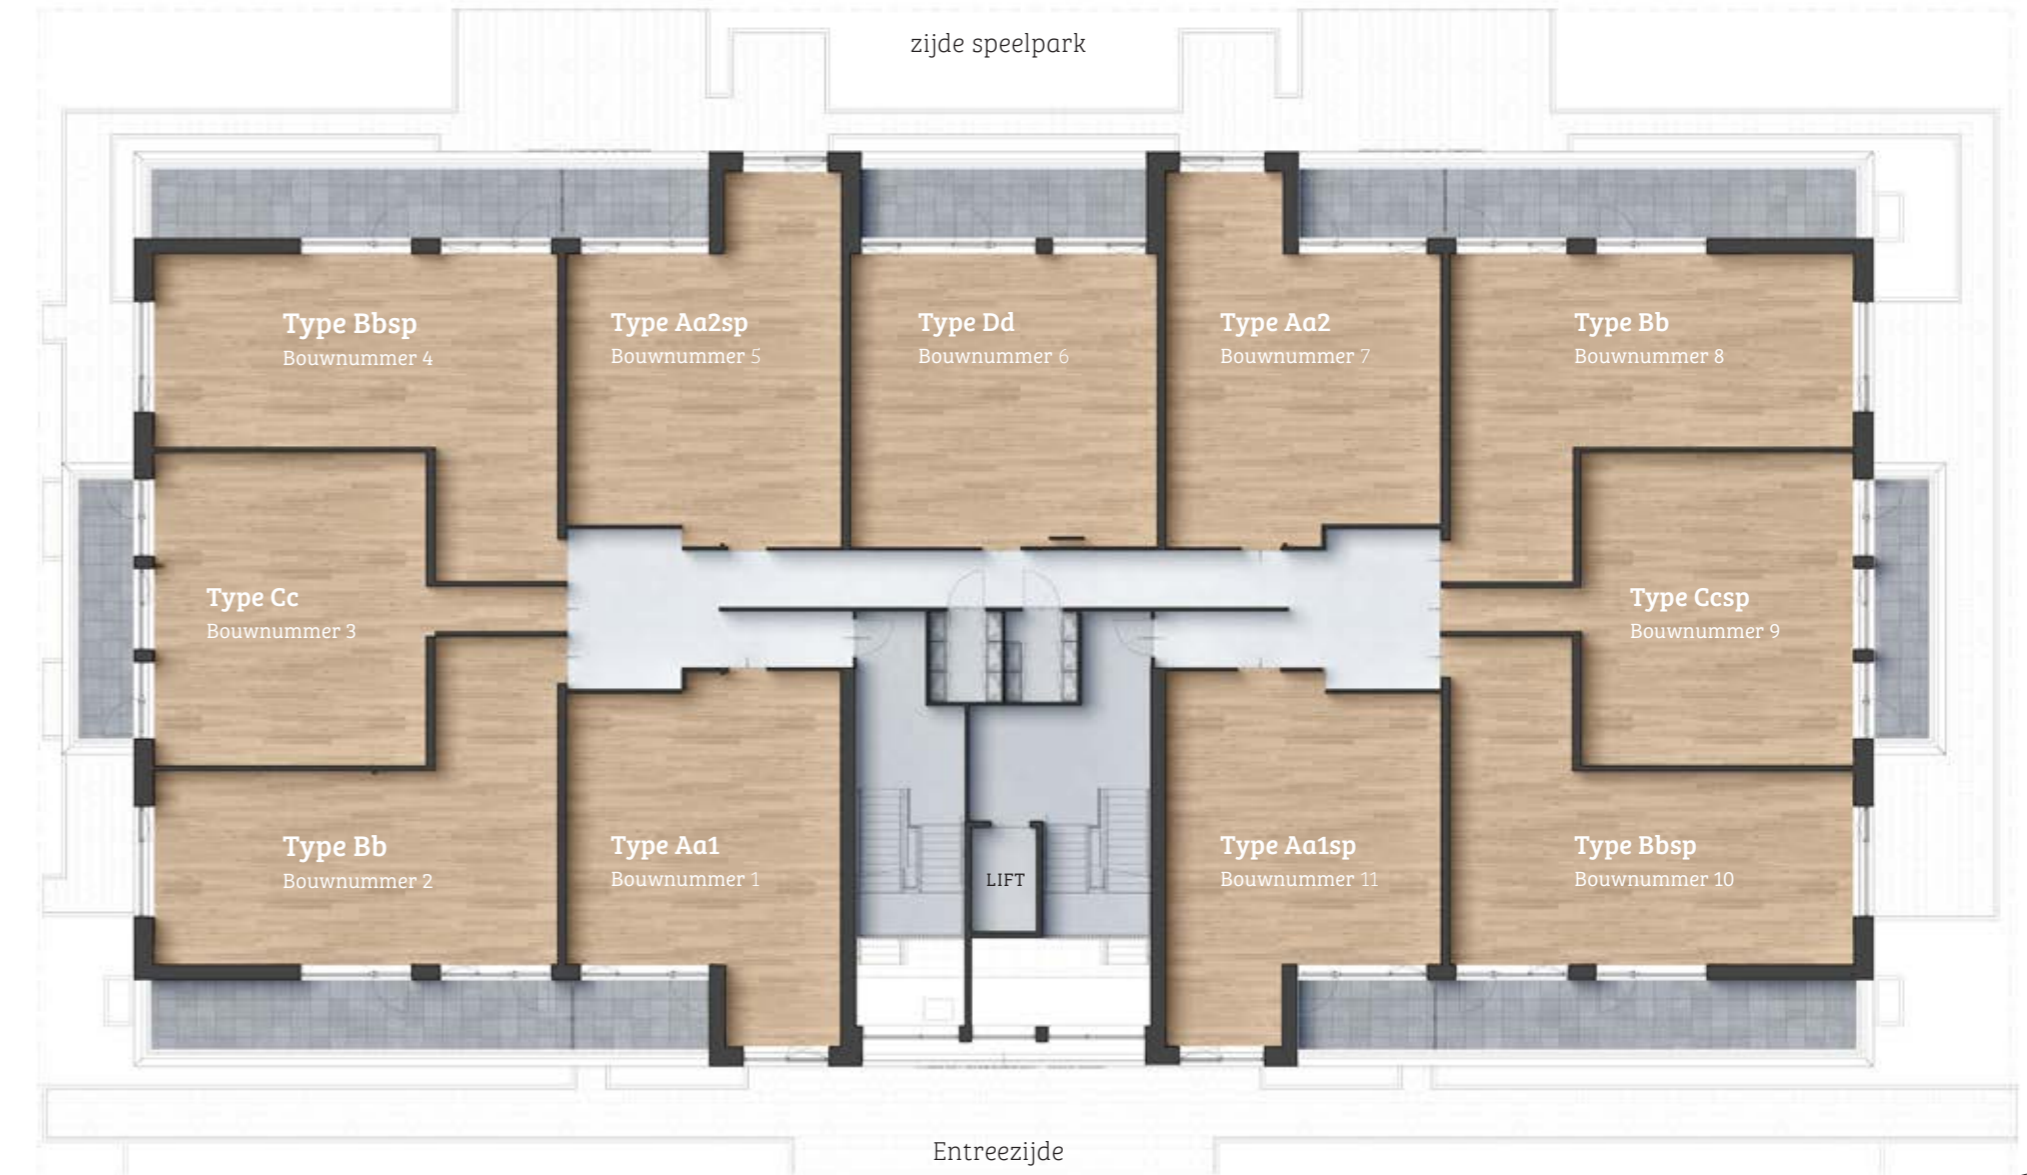 zijde speelpark
Type Bbsp
Bouwnummer 4
Type Aa2sp
Bouwnummer 5
Type Dd
Bouwnummer 6
Type Aa2
Bouwnummer 7
Type Bb
Bouwnummer 8
Type Cc
Bouwnummer 3
Type Ccsp
Bouwnummer 9
Type Bb
Bouwnummer 2
Type Aa1
Bouwnummer 1
LIFT
Type Aa1sp
Bouwnummer 11
Type Bbsp
Bouwnummer 10
Entreezijde